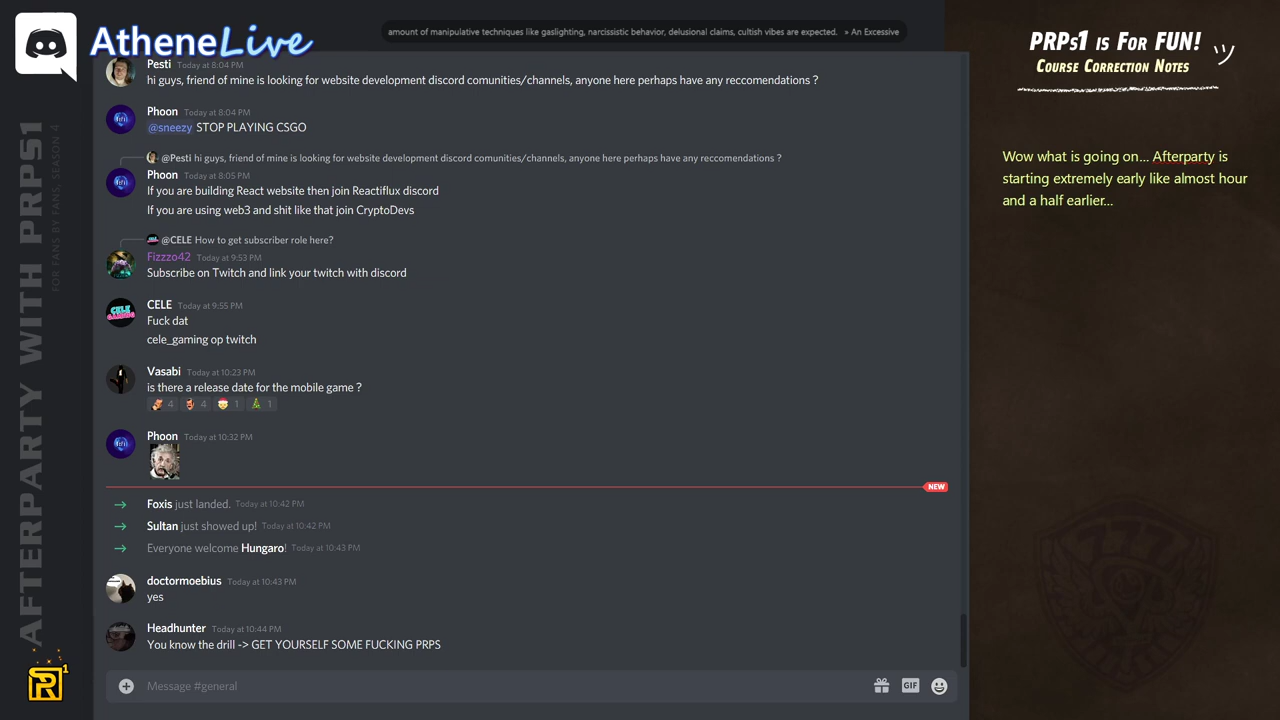 AtheneLive
amount of manipulative techniques like gaslighting, narcissistic behavior, delusional claims, cultish vibes are expected.   » An Excessive
PRPs1 is For FUN! ツ
Course Correction Notes
AFTERPARTY WITH PRPS1
FOR FANS BY FANS, SEASON 4
Pesti Today at 8:04 PM
hi guys, friend of mine is looking for website development discord comunities/channels, anyone here perhaps have any reccomendations ?
Phoon Today at 8:04 PM
@sneezy STOP PLAYING CSGO
@Pesti hi guys, friend of mine is looking for website development discord comunities/channels, anyone here perhaps have any reccomendations ?
Phoon Today at 8:05 PM
If you are building React website then join Reactiflux discord
If you are using web3 and shit like that join CryptoDevs
@CELE How to get subscriber role here?
Fizzzo42 Today at 9:53 PM
Subscribe on Twitch and link your twitch with discord
CELE Today at 9:55 PM
Fuck dat
cele_gaming op twitch
Vasabi Today at 10:23 PM
is there a release date for the mobile game ?
4 4 1 1
Phoon Today at 10:32 PM
NEW
Foxis just landed. Today at 10:42 PM
Sultan just showed up! Today at 10:42 PM
Everyone welcome Hungaro! Today at 10:43 PM
doctormoebius Today at 10:43 PM
yes
Headhunter Today at 10:44 PM
You know the drill -> GET YOURSELF SOME FUCKING PRPS
Message #general
GIF
R1
Wow what is going on... Afterparty is
starting extremely early like almost hour
and a half earlier...